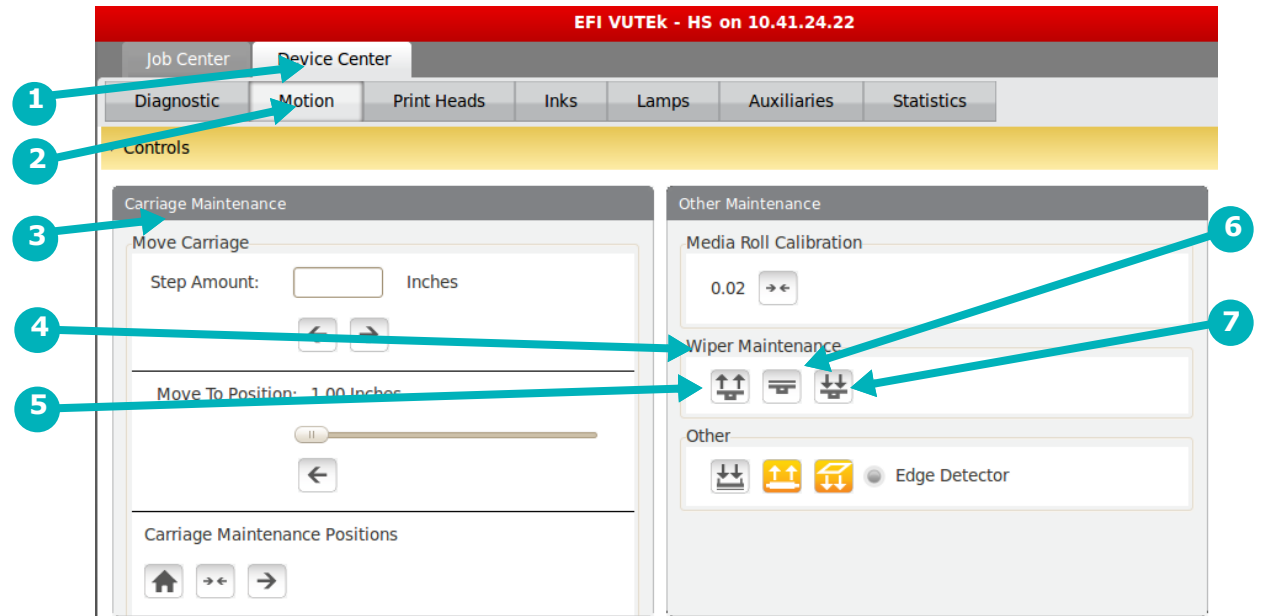 EFI VUTEk - HS on 10.41.24.22
Job Center Device Center
1
Diagnostic Motion Print Heads Inks Lamps Auxiliaries Statistics
2
Controls
3
Carriage Maintenance
Move Carriage
Step Amount: Inches
4
5
Move To Position: 1.00 Inches
Carriage Maintenance Positions
Other Maintenance
6
Media Roll Calibration
0.02
7
Wiper Maintenance
Other
Edge Detector